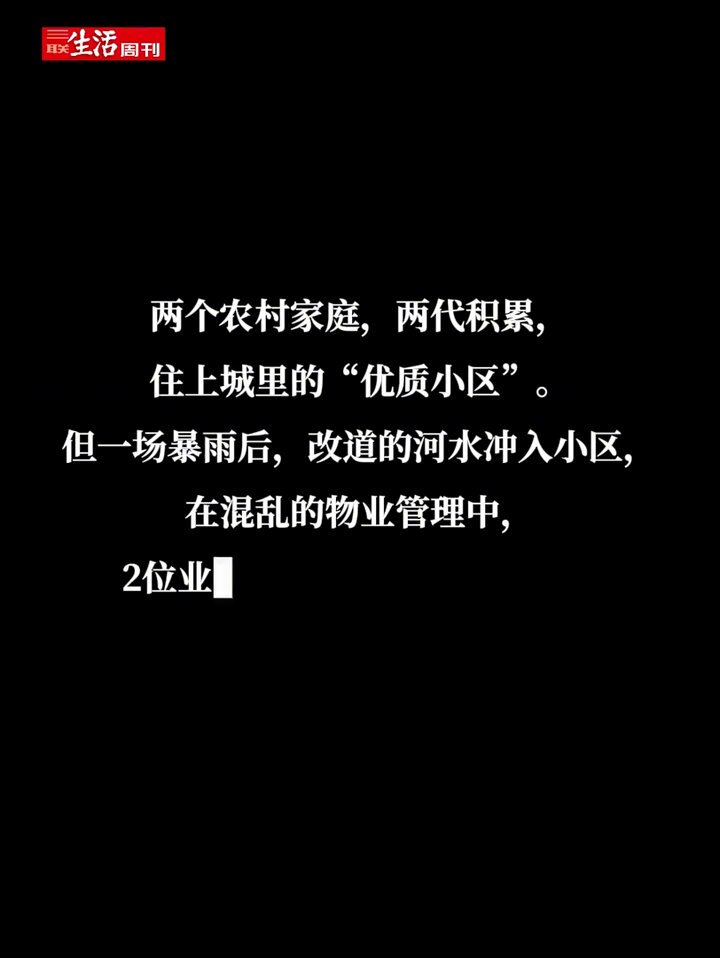 三联生活周刊
两个农村家庭，两代积累，
住上城里的“优质小区”。
但一场暴雨后，改道的河水冲入小区，
在混乱的物业管理中，
2位业